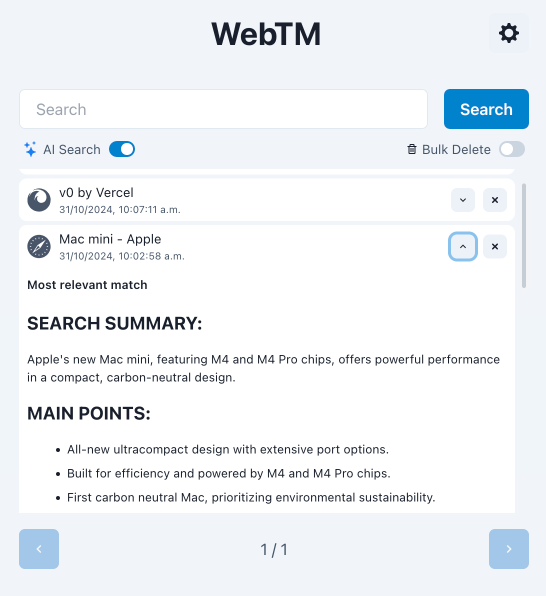 WebTM
Search
Search
AI Search
Bulk Delete
v0 by Vercel
31/10/2024, 10:07:11 a.m.
Mac mini - Apple
31/10/2024, 10:02:58 a.m.
Most relevant match
SEARCH SUMMARY:
Apple's new Mac mini, featuring M4 and M4 Pro chips, offers powerful performance
in a compact, carbon-neutral design.
MAIN POINTS:
• All-new ultracompact design with extensive port options.
• Built for efficiency and powered by M4 and M4 Pro chips.
• First carbon neutral Mac, prioritizing environmental sustainability.
1 / 1